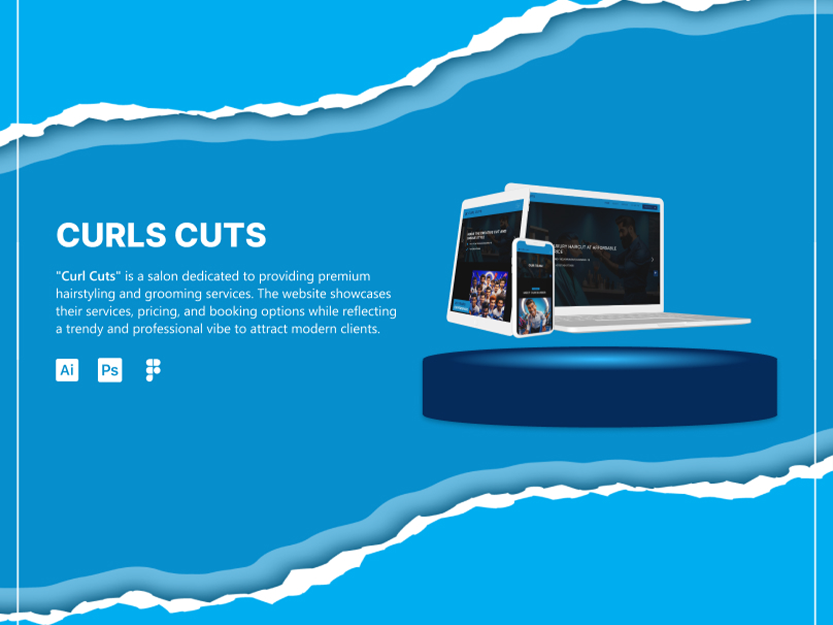 CURLS CUTS
"Curl Cuts" is a salon dedicated to providing premium
hairstyling and grooming services. The website showcases
their services, pricing, and booking options while reflecting
a trendy and professional vibe to attract modern clients.
Ai Ps